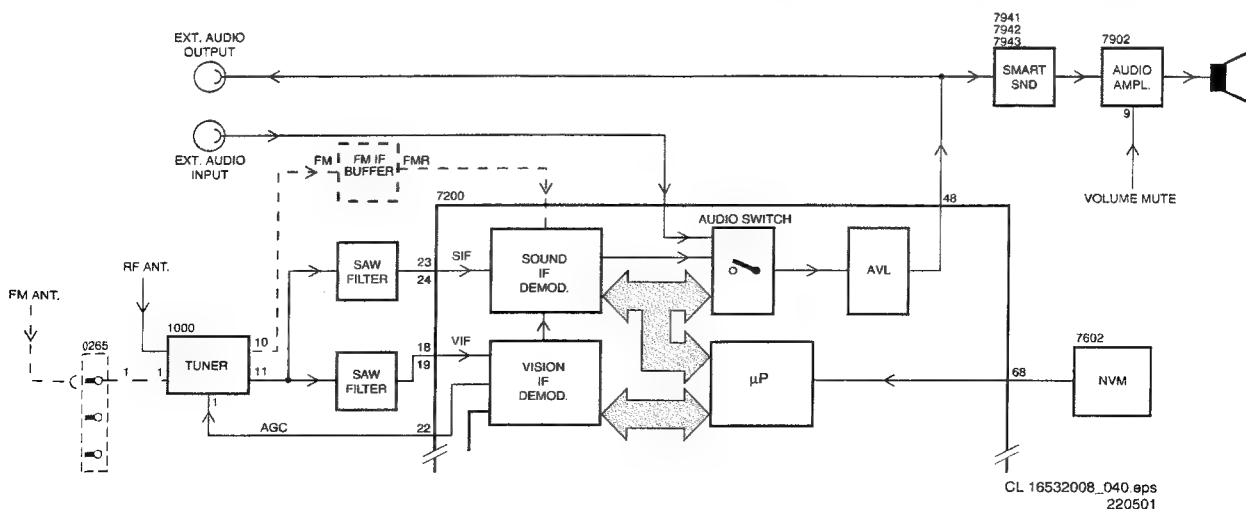 7941
7942
7943
7902
EXT. AUDIO
OUTPUT
SMART
SND
AUDIO
AMPL.
9
EXT. AUDIO
INPUT
FM
FM IF
BUFFER
FMR
VOLUME MUTE
7200
48
AUDIO SWITCH
RF ANT.
SAW
FILTER
23
24
SIF
SOUND
IF
DEMOD.
AVL
FM ANT.
1000
0265
10
18
19
VIF
7602
1
1
TUNER
11
SAW
FILTER
VISION
IF
DEMOD.
µP
68
NVM
1
AGC
22
CL 16532008_040.eps
220501